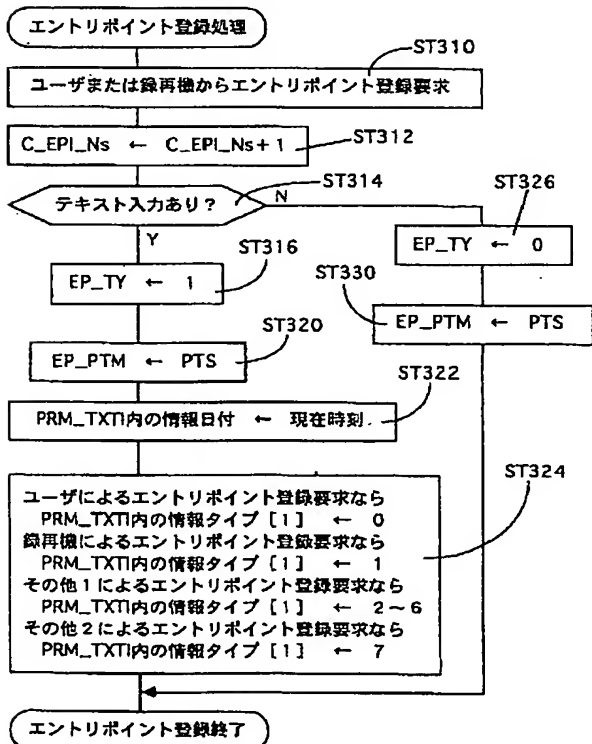 エントリポイント登録処理
ST310
ユーザまたは録再機からエントリポイント登録要求
C_EPI_Ns ← C_EPI_Ns+1
ST312
ST314
テキスト入力あり?
N
ST326
Y
EP_TY ← 0
ST316
EP_TY ← 1
ST330
EP_PTM ← PTS
ST320
EP_PTM ← PTS
ST322
PRM_TXTI内の情報日付 ← 現在時刻
ST324
ユーザによるエントリポイント登録要求なら
PRM_TXTI内の情報タイプ [1] ← 0
録再機によるエントリポイント登録要求なら
PRM_TXTI内の情報タイプ [1] ← 1
その他1によるエントリポイント登録要求なら
PRM_TXTI内の情報タイプ [1] ← 2~6
その他2によるエントリポイント登録要求なら
PRM_TXTI内の情報タイプ [1] ← 7
エントリポイント登録終了